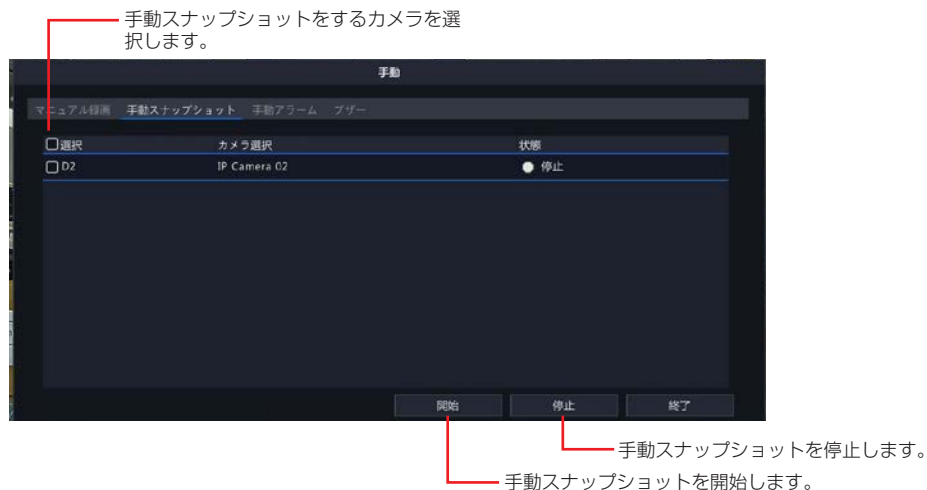 手動スナップショットをするカメラを選
択します。
手動
マニュアル録画 手動スナップショット 手動アラーム ブザー
選択 カメラ選択 状態
D2 IP Camera 02 停止
開始 停止 終了
手動スナップショットを停止します。
手動スナップショットを開始します。